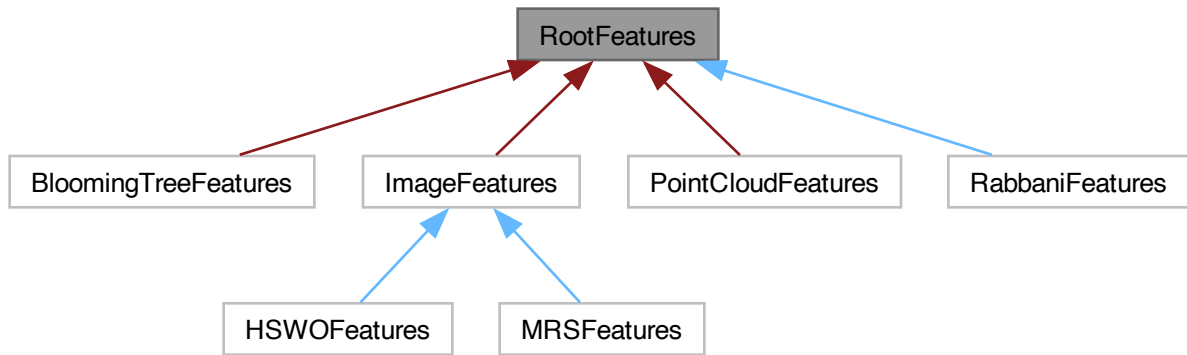 RootFeatures
BloomingTreeFeatures
ImageFeatures
PointCloudFeatures
RabbaniFeatures
HSWOFeatures
MRSFeatures